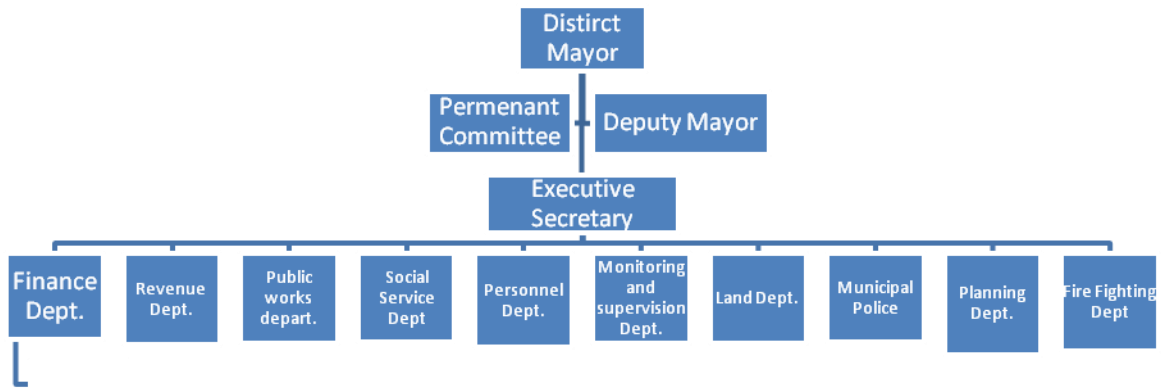 Distirct
Mayor
Permenant
Committee
Deputy Mayor
Executive
Secretary
Finance
Dept.
Revenue
Dept.
Public
works
depart.
Social
Service
Dept
Personnel
Dept.
Monitoring
and
supervision
Dept.
Land Dept.
Municipal
Police
Planning
Dept.
Fire Fighting
Dept